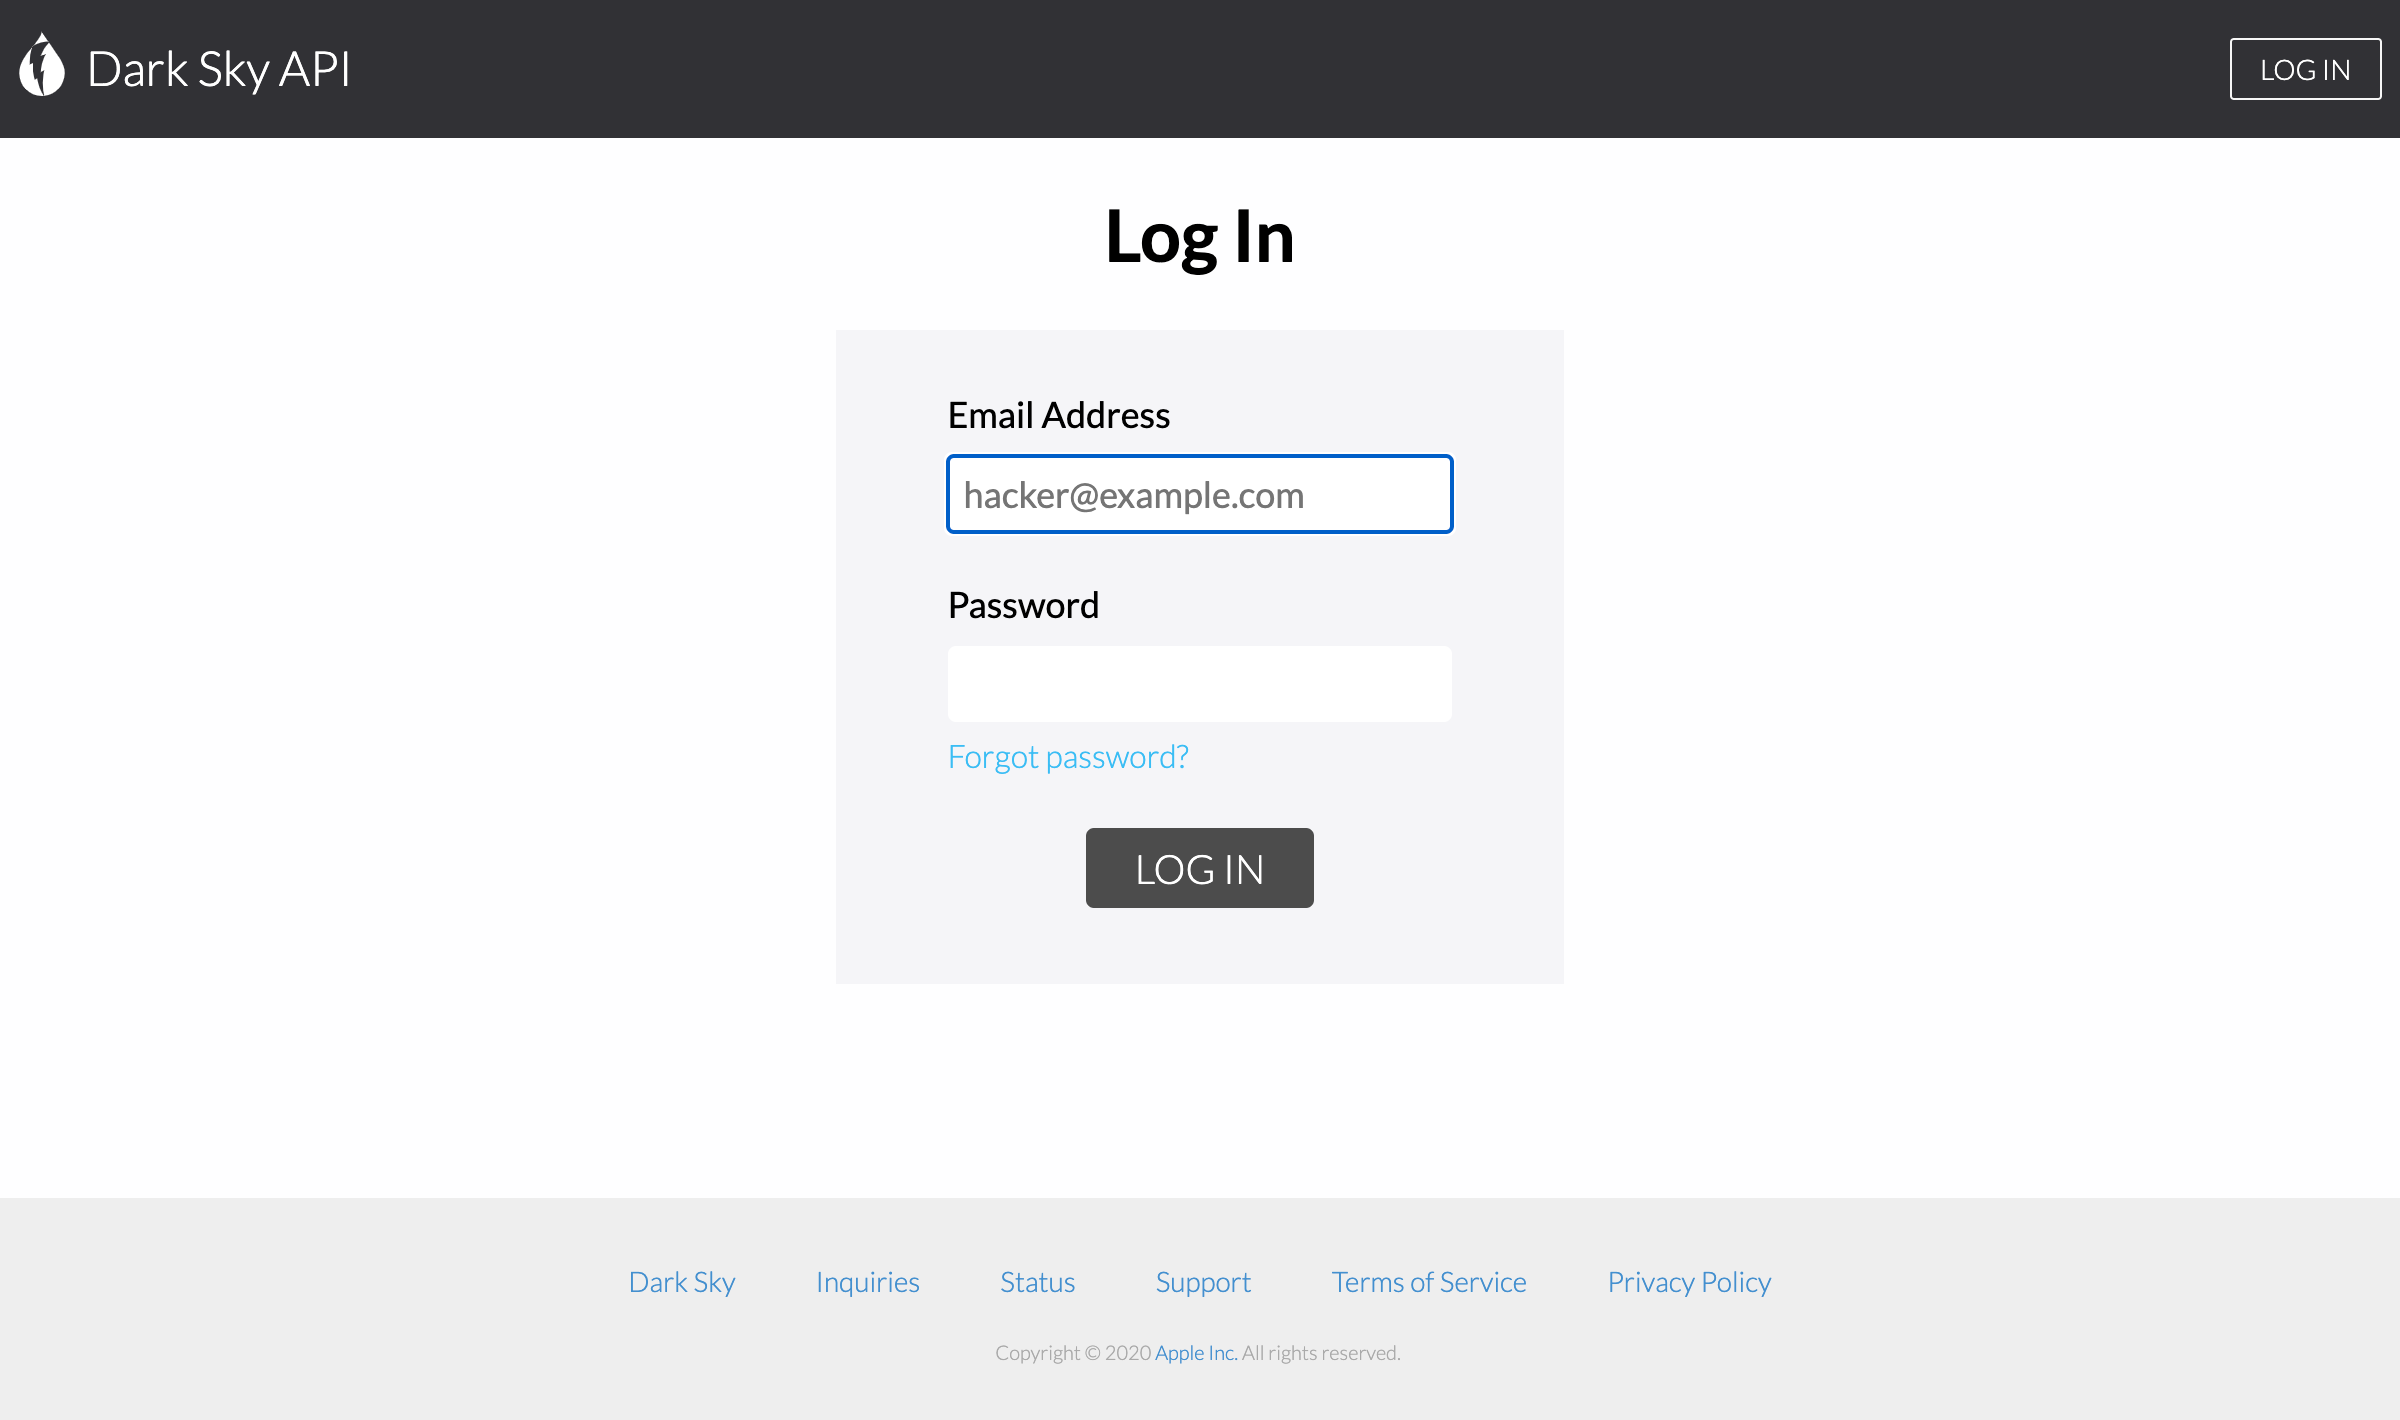 Dark Sky API
LOG IN
Log In
Email Address
hacker@example.com
Password
Forgot password?
LOG IN
Dark Sky Inquiries Status Support Terms of Service Privacy Policy
Copyright © 2020 Apple Inc. All rights reserved.